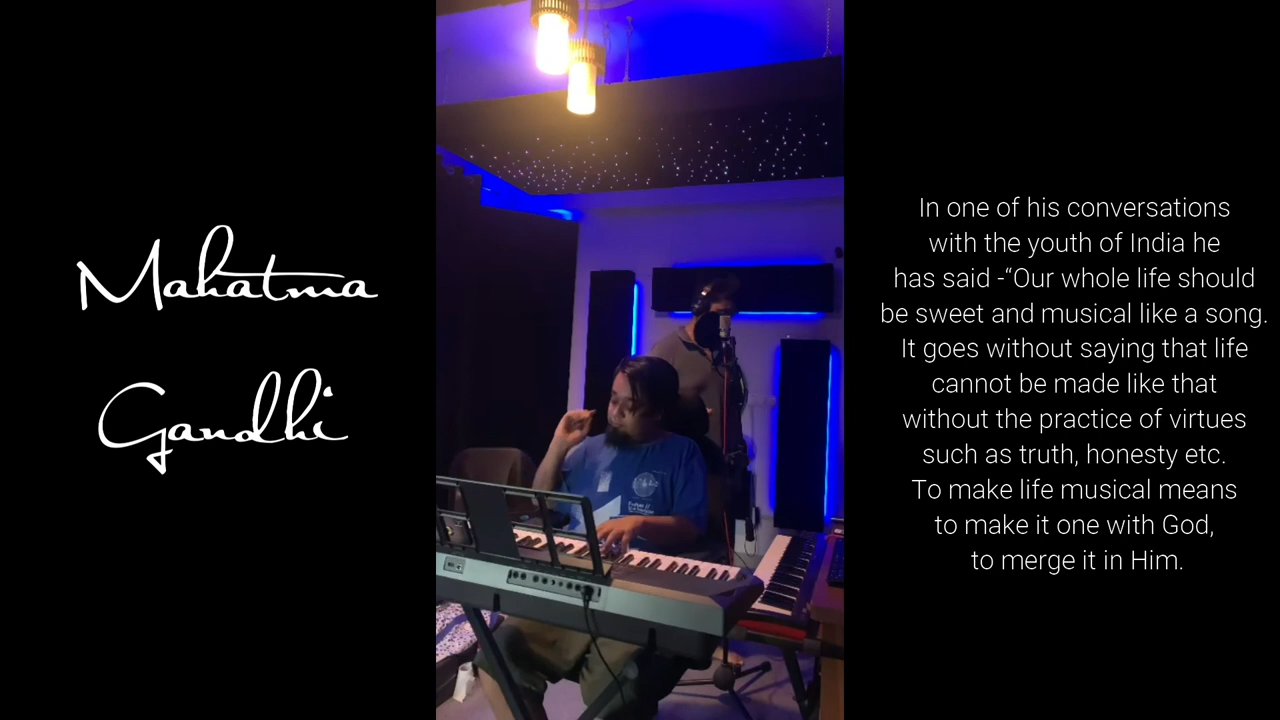 Mahatma
Gandhi
In one of his conversations
with the youth of India he
has said -“Our whole life should
be sweet and musical like a song.
It goes without saying that life
cannot be made like that
without the practice of virtues
such as truth, honesty etc.
To make life musical means
to make it one with God,
to merge it in Him.